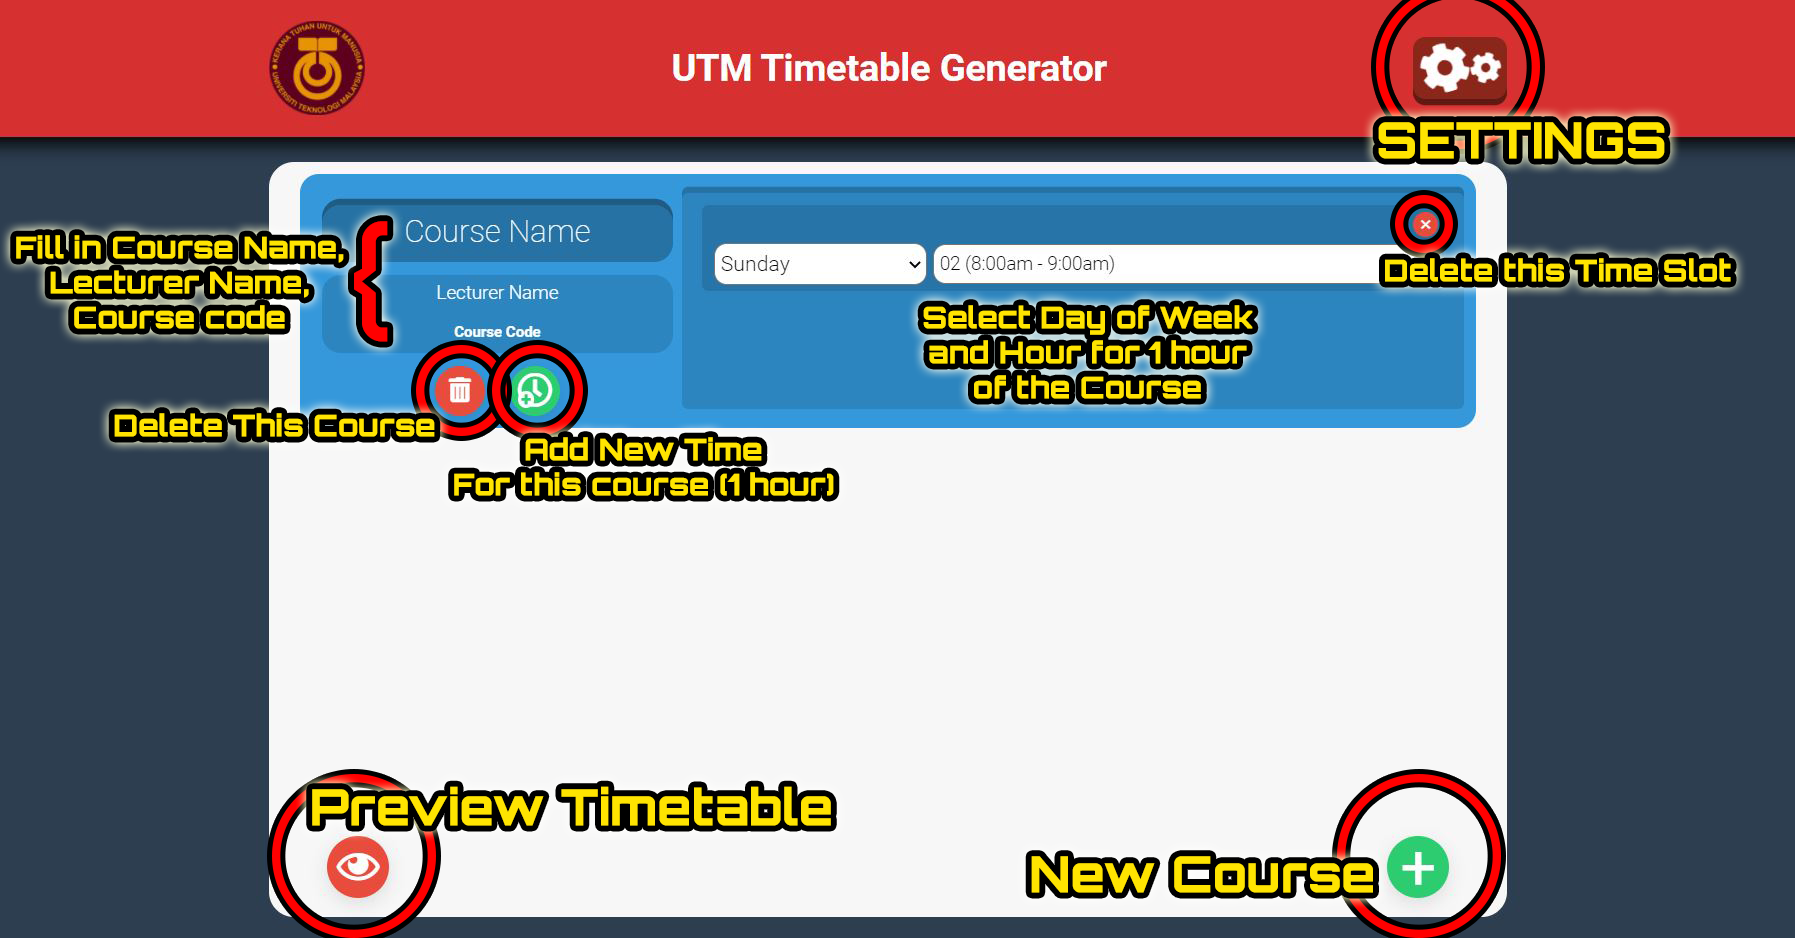 KERANA TUHAN UNTUK MANUSIA
UNIVERSITI TEKNOLOGI MALAYSIA
UTM Timetable Generator
SETTINGS
Course Name
Lecturer Name
Course Code
Fill in Course Name,
Lecturer Name,
Course code
Sunday
02 (8:00am - 9:00am)
Delete this Time Slot
Select Day of Week
and Hour for 1 hour
of the Course
Delete This Course
Add New Time
For this course (1 hour)
Preview Timetable
New Course